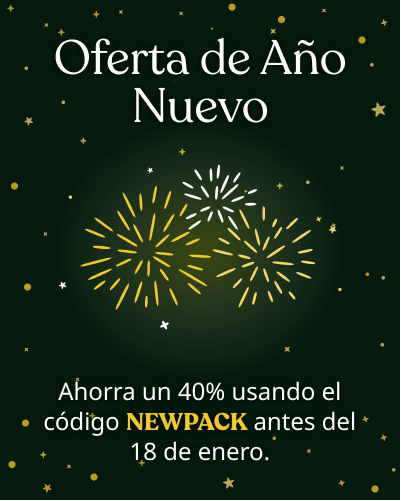 Oferta de Año
Nuevo
Ahorra un 40% usando el
código NEWPACK antes del
18 de enero.